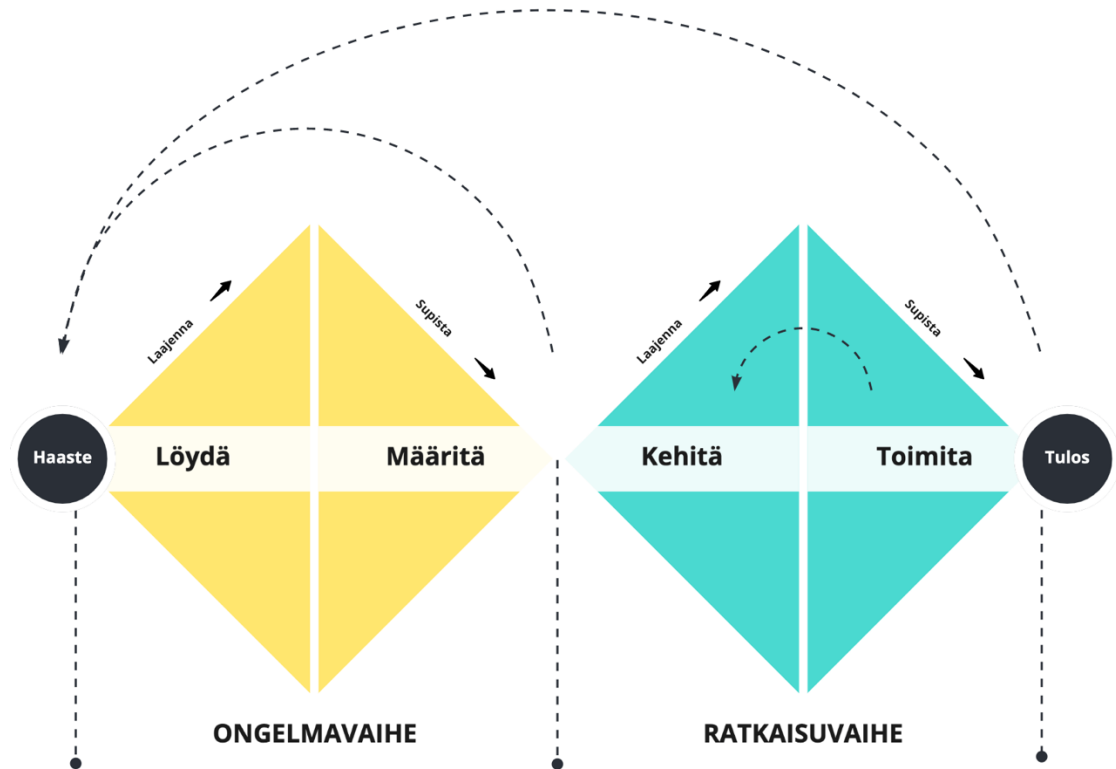 Laajenna
Supista
Laajenna
Supista
Haaste
Löydä
Määritä
Kehitä
Toimita
Tulos
ONGELMAVAIHE
RATKAISUVAIHE